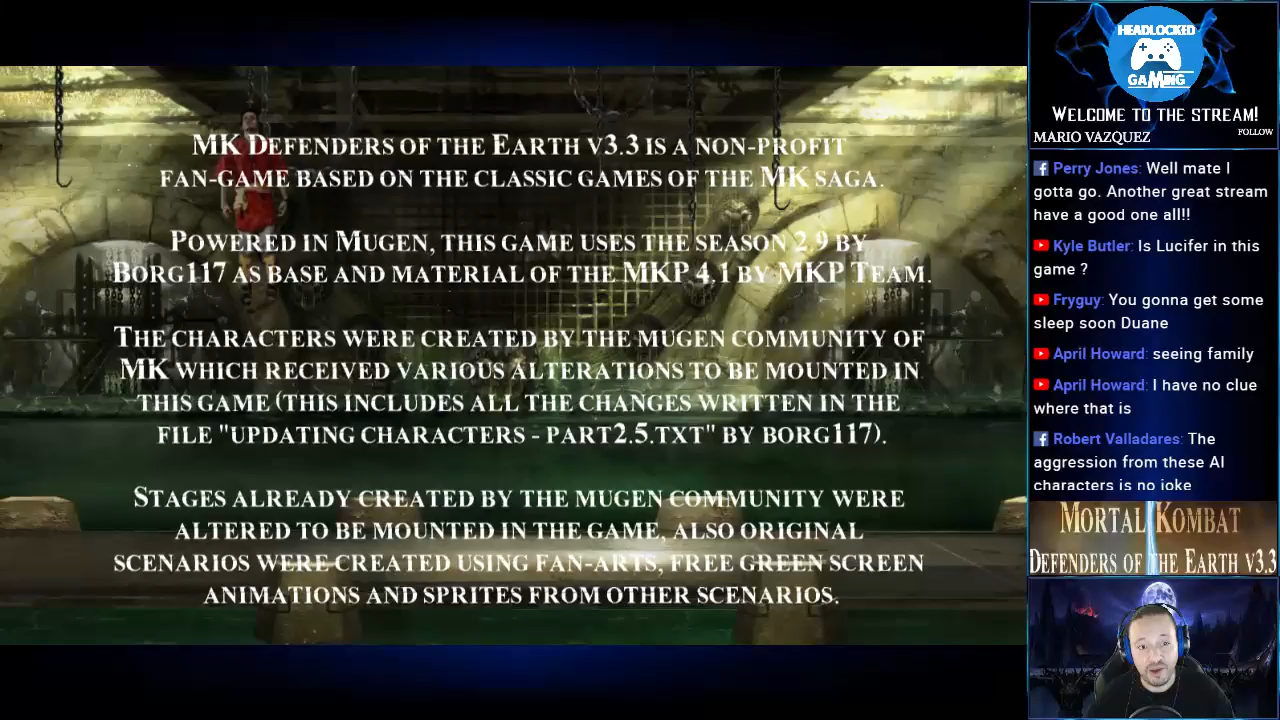 MK Defenders of the Earth v3.3 is a non-profit
fan-game based on the classic games of the MK saga.
Powered in Mugen, this game uses the season 2.9 by
Borg117 as base and material of the MKP 4.1 by MKP Team.
The characters were created by the mugen community of
MK which received various alterations to be mounted in
this game (this includes all the changes written in the
file "updating characters - part2.5.txt" by borg117).
Stages already created by the mugen community were
altered to be mounted in the game, also original
scenarios were created using fan-arts, free green screen
animations and sprites from other scenarios.
HEADLOCKED
GAMING
Welcome to the stream!
MARIO VAZQUEZ
FOLLOW
Perry Jones: Well mate I
gotta go. Another great stream
have a good one all!!
Kyle Butler: Is Lucifer in this
game ?
Fryguy: You gonna get some
sleep soon Duane
April Howard: seeing family
April Howard: I have no clue
where that is
Robert Valladares: The
aggression from these AI
characters is no joke
Mortal Kombat
Defenders of the Earth v3.3